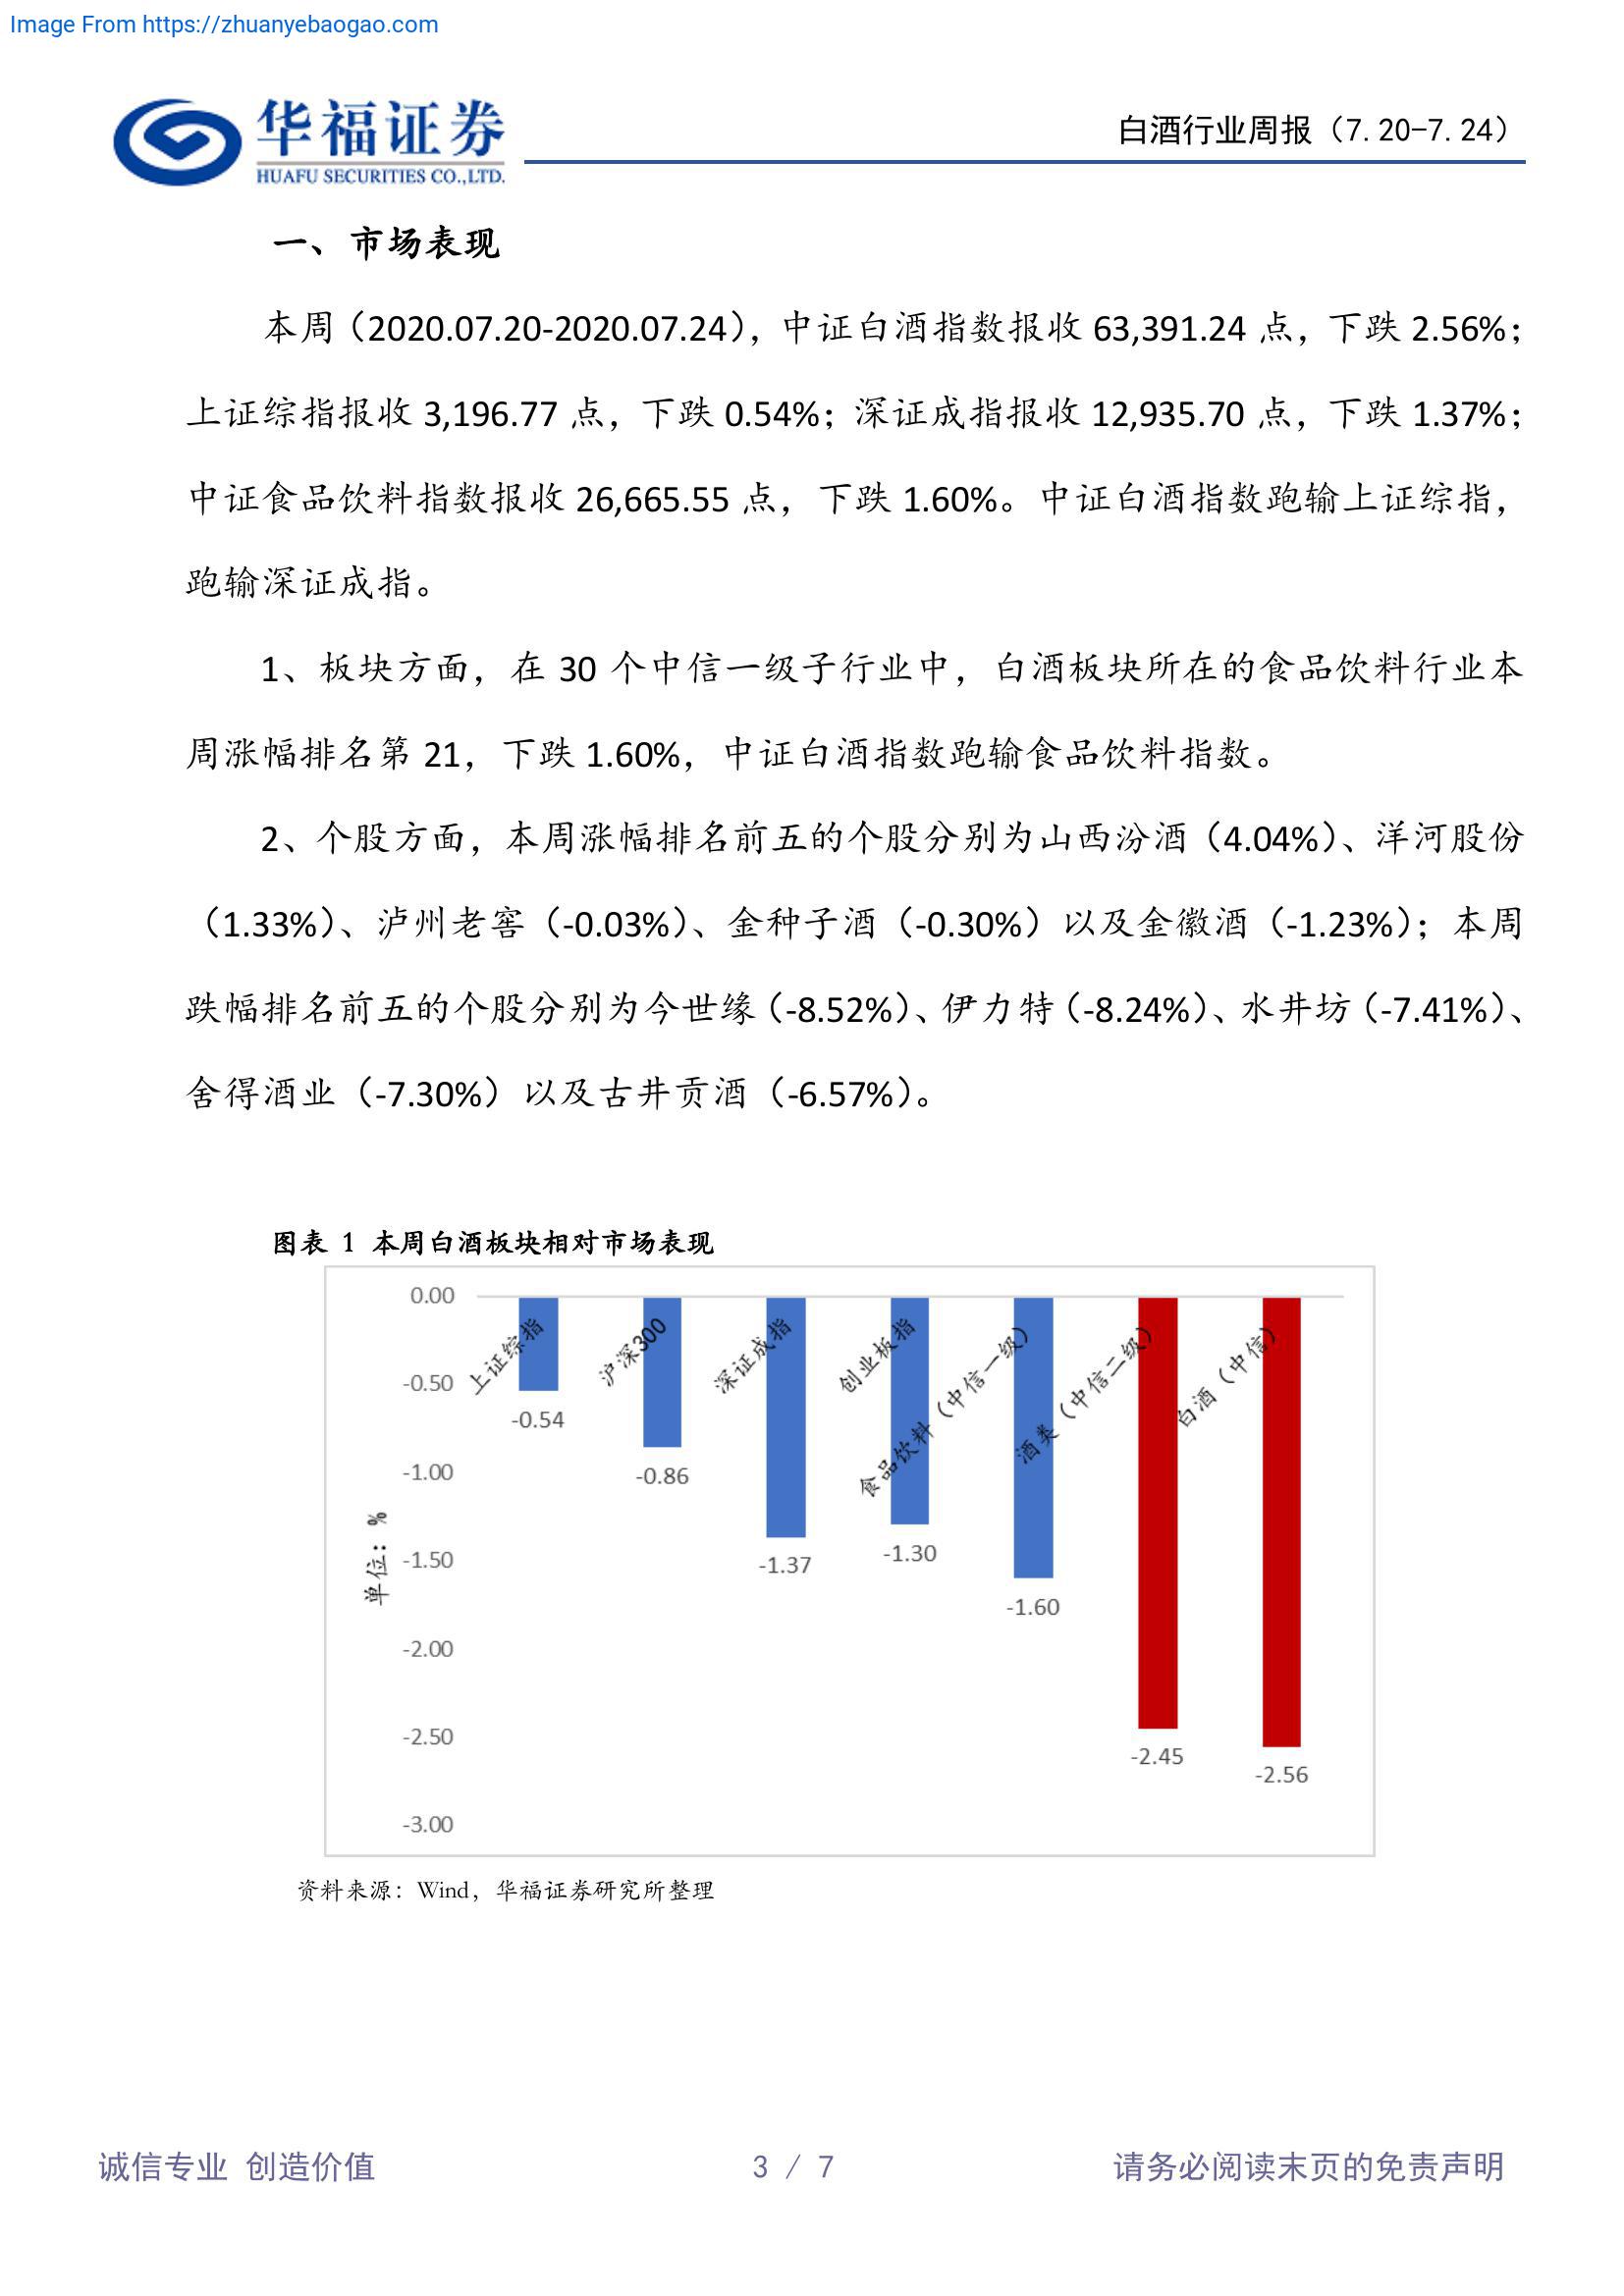 Image From https://zhuanyebaogao.com
华福证券
HUAFU SECURITIES CO.,LTD.
白酒行业周报（7.20-7.24）
一、市场表现
本周（2020.07.20-2020.07.24），中证白酒指数报收 63,391.24 点，下跌 2.56%；
上证综指报收 3,196.77 点，下跌 0.54%；深证成指报收 12,935.70 点，下跌 1.37%；
中证食品饮料指数报收 26,665.55 点，下跌 1.60%。中证白酒指数跑输上证综指，
跑输深证成指。
1、板块方面，在 30 个中信一级子行业中，白酒板块所在的食品饮料行业本
周涨幅排名第 21，下跌 1.60%，中证白酒指数跑输食品饮料指数。
2、个股方面，本周涨幅排名前五的个股分别为山西汾酒（4.04%）、洋河股份
（1.33%）、泸州老窖（-0.03%）、金种子酒（-0.30%）以及金徽酒（-1.23%）；本周
跌幅排名前五的个股分别为今世缘（-8.52%）、伊力特（-8.24%）、水井坊（-7.41%）、
舍得酒业（-7.30%）以及古井贡酒（-6.57%）。
图表 1 本周白酒板块相对市场表现
单位：%
0.00
-0.50
-1.00
-1.50
-2.00
-2.50
-3.00
上证综指
沪深300
深证成指
创业板指
食品饮料（中信一级）
酒类（中信二级）
白酒（中信）
-0.54
-0.86
-1.37
-1.30
-1.60
-2.45
-2.56
资料来源：Wind，华福证券研究所整理
诚信专业 创造价值
3 / 7
请务必阅读末页的免责声明